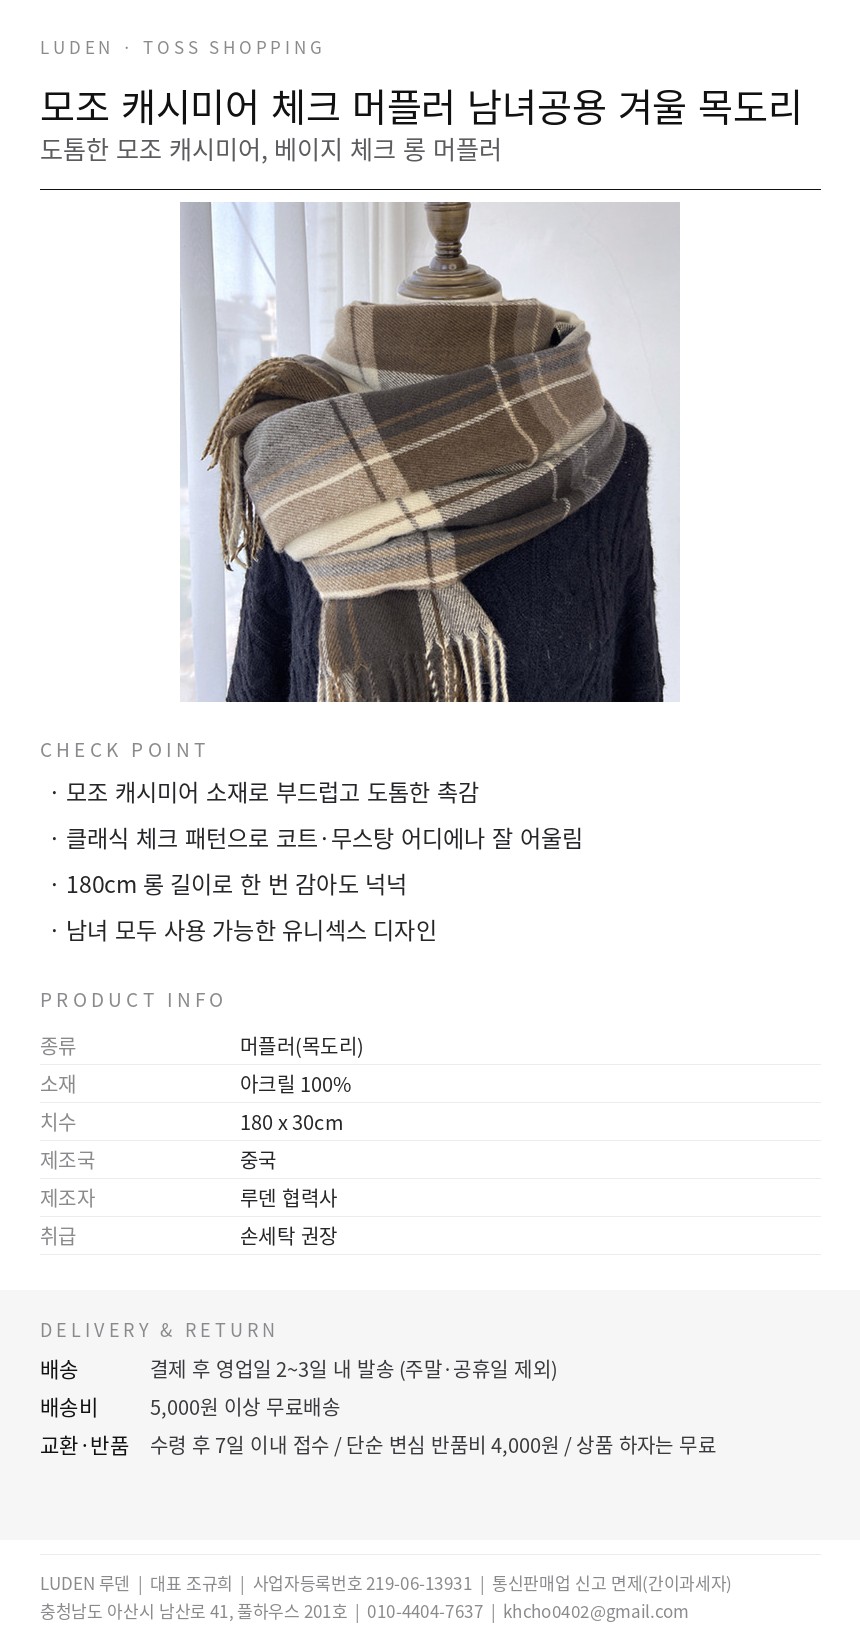 LUDEN · TOSS SHOPPING
모조 캐시미어 체크 머플러 남녀공용 겨울 목도리
도톰한 모조 캐시미어, 베이지 체크 롱 머플러
CHECK POINT
· 모조 캐시미어 소재로 부드럽고 도톰한 촉감
· 클래식 체크 패턴으로 코트·무스탕 어디에나 잘 어울림
· 180cm 롱 길이로 한 번 감아도 넉넉
· 남녀 모두 사용 가능한 유니섹스 디자인
PRODUCT INFO
종류 머플러(목도리)
소재 아크릴 100%
치수 180 x 30cm
제조국 중국
제조자 루덴 협력사
취급 손세탁 권장
DELIVERY & RETURN
배송 결제 후 영업일 2~3일 내 발송 (주말·공휴일 제외)
배송비 5,000원 이상 무료배송
교환·반품 수령 후 7일 이내 접수 / 단순 변심 반품비 4,000원 / 상품 하자는 무료
LUDEN 루덴 | 대표 조규희 | 사업자등록번호 219-06-13931 | 통신판매업 신고 면제(간이과세자)
충청남도 아산시 남산로 41, 풀하우스 201호 | 010-4404-7637 | khcho0402@gmail.com